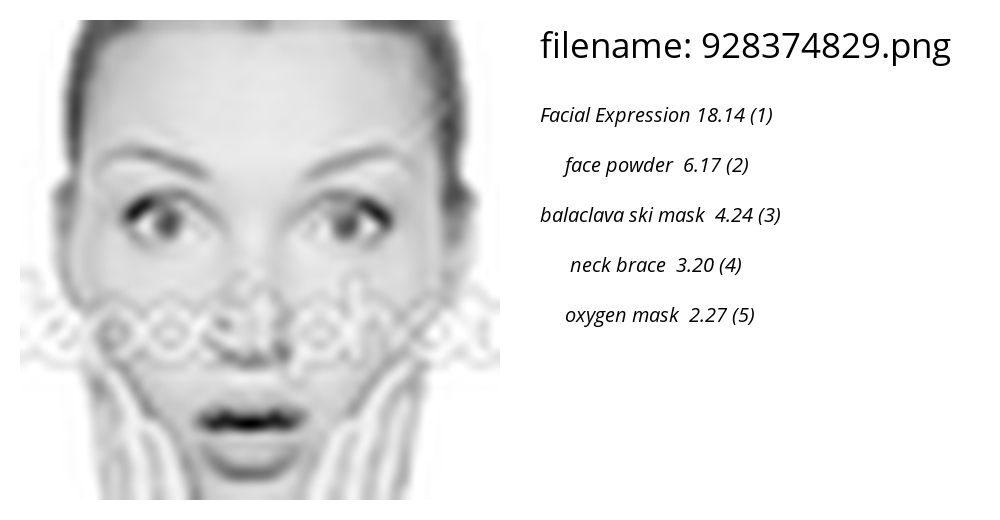 filename: 928374829.png
Facial Expression 18.14 (1)
face powder 6.17 (2)
balaclava ski mask 4.24 (3)
neck brace 3.20 (4)
oxygen mask 2.27 (5)